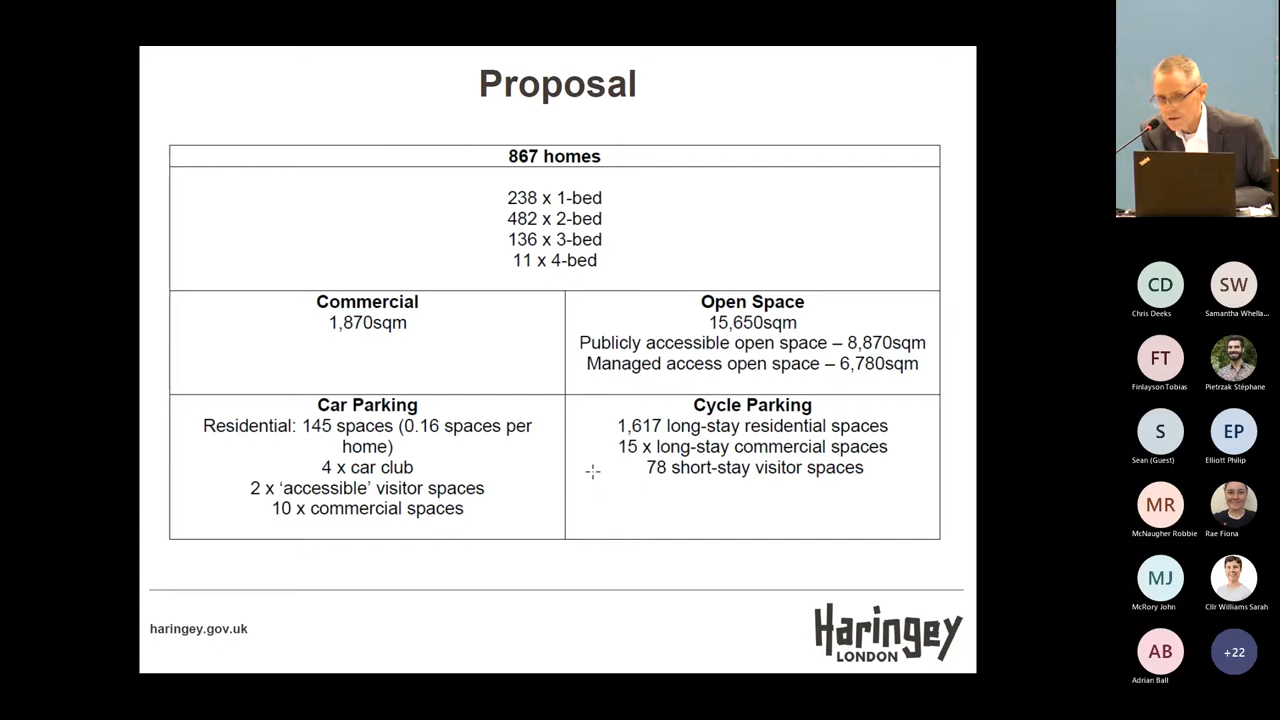 Proposal
867 homes
238 x 1-bed
482 x 2-bed
136 x 3-bed
11 x 4-bed
Commercial
1,870sqm
Open Space
15,650sqm
Publicly accessible open space – 8,870sqm
Managed access open space – 6,780sqm
Car Parking
Residential: 145 spaces (0.16 spaces per
home)
4 x car club
2 x ‘accessible’ visitor spaces
10 x commercial spaces
Cycle Parking
1,617 long-stay residential spaces
15 x long-stay commercial spaces
78 short-stay visitor spaces
haringey.gov.uk
Haringey
LONDON
CD
Chris Deeks
SW
Samantha Whella...
FT
Finlayson Tobias
Pietrzak Stéphane
S
Sean (Guest)
EP
Elliott Philip
MR
McNaugher Robbie
Rae Fiona
MJ
McRory John
Cllr Williams Sarah
AB
Adrian Ball
+22